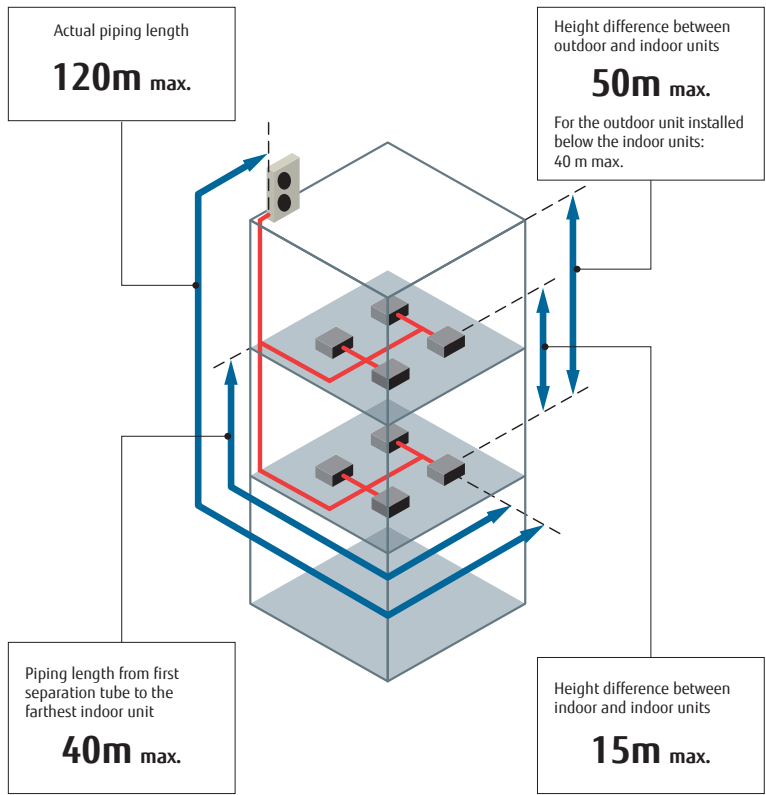 Actual piping length
120m max.
Height difference between
outdoor and indoor units
50m max.
For the outdoor unit installed
below the indoor units:
40 m max.
Piping length from first
separation tube to the
farthest indoor unit
40m max.
Height difference between
indoor and indoor units
15m max.